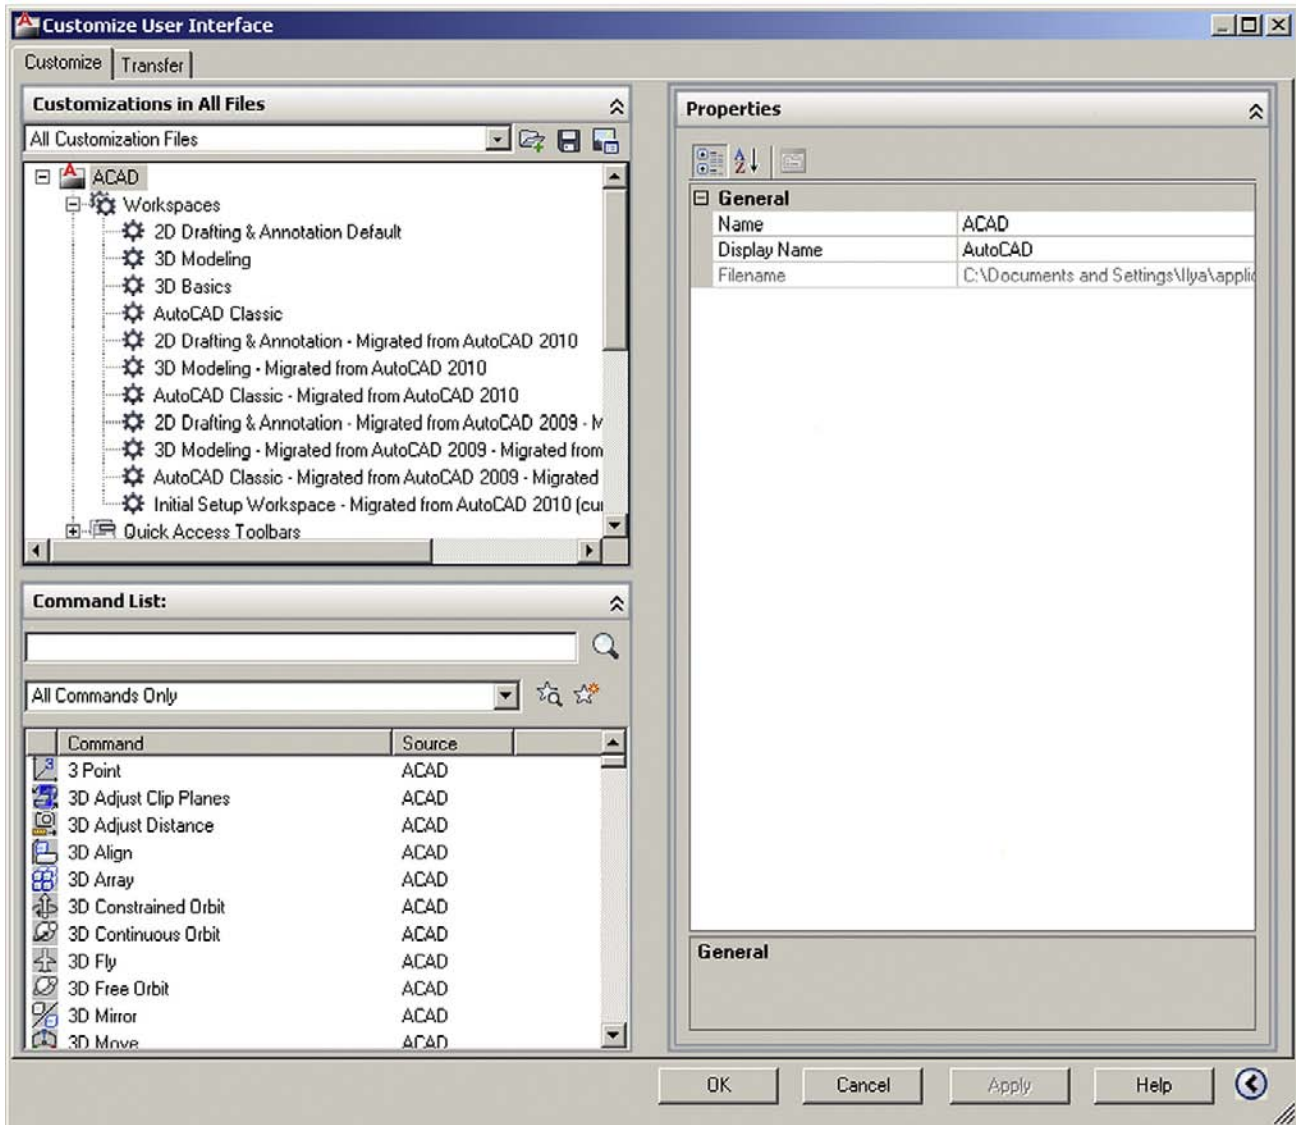 Customize User Interface
Customize Transfer
Customizations in All Files
All Customization Files
ACAD
Workspaces
2D Drafting & Annotation Default
3D Modeling
3D Basics
AutoCAD Classic
2D Drafting & Annotation - Migrated from AutoCAD 2010
3D Modeling - Migrated from AutoCAD 2010
AutoCAD Classic - Migrated from AutoCAD 2010
2D Drafting & Annotation - Migrated from AutoCAD 2009 - M
3D Modeling - Migrated from AutoCAD 2009 - Migrated from
AutoCAD Classic - Migrated from AutoCAD 2009 - Migrated
Initial Setup Workspace - Migrated from AutoCAD 2010 (cur
Quick Access Toolbars
Command List:
All Commands Only
Command Source
3 Point ACAD
3D Adjust Clip Planes ACAD
3D Adjust Distance ACAD
3D Align ACAD
3D Array ACAD
3D Constrained Orbit ACAD
3D Continuous Orbit ACAD
3D Fly ACAD
3D Free Orbit ACAD
3D Mirror ACAD
3D Move ACAD
Properties
General
Name ACAD
Display Name AutoCAD
Filename C:\Documents and Settings\Ilya\applic
General
OK Cancel Apply Help